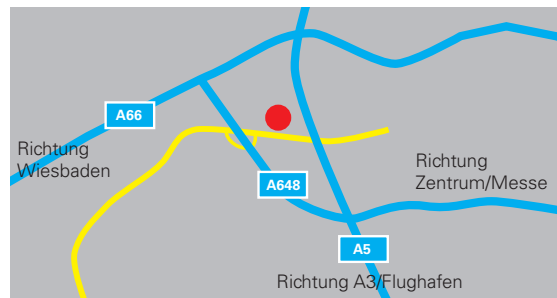 A66
Richtung
Wiesbaden
Richtung
Zentrum/Messe
A648
A5
Richtung A3/Flughafen